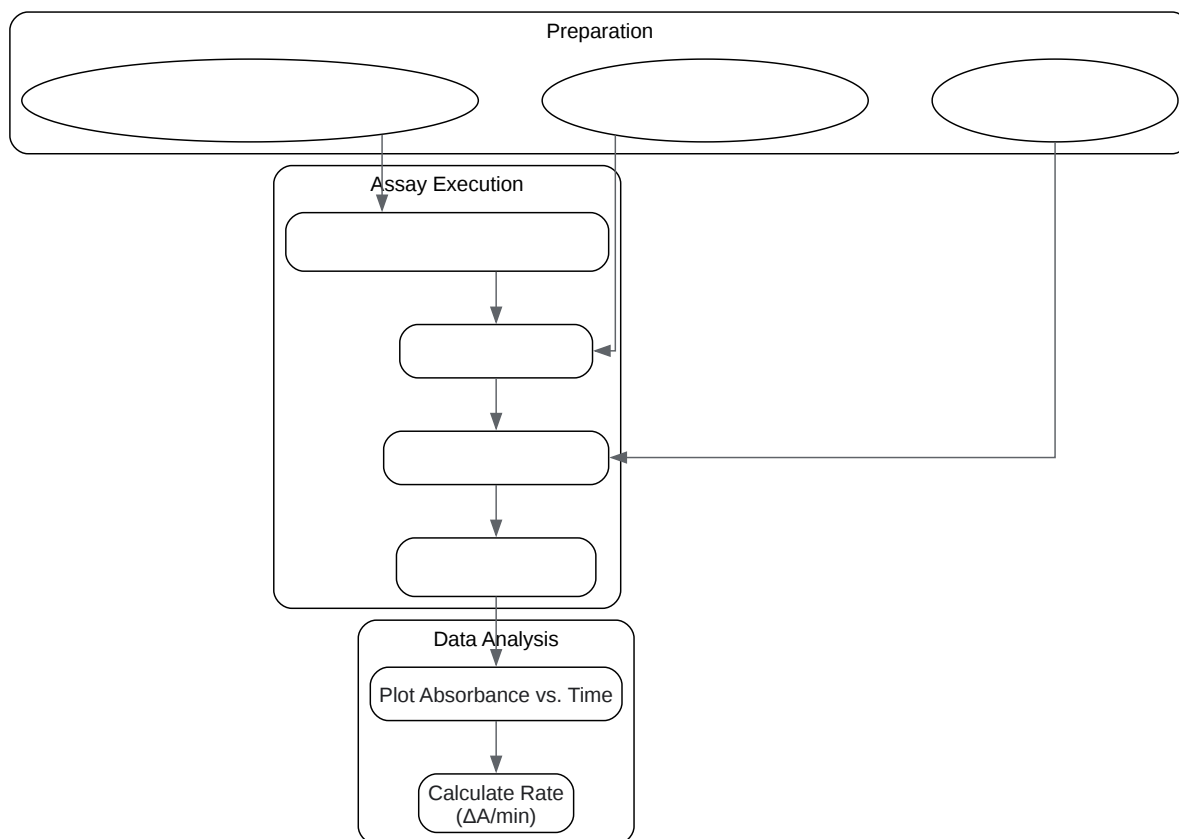 Preparation
Assay Execution
Data Analysis
Plot Absorbance vs. Time
Calculate Rate
(ΔA/min)